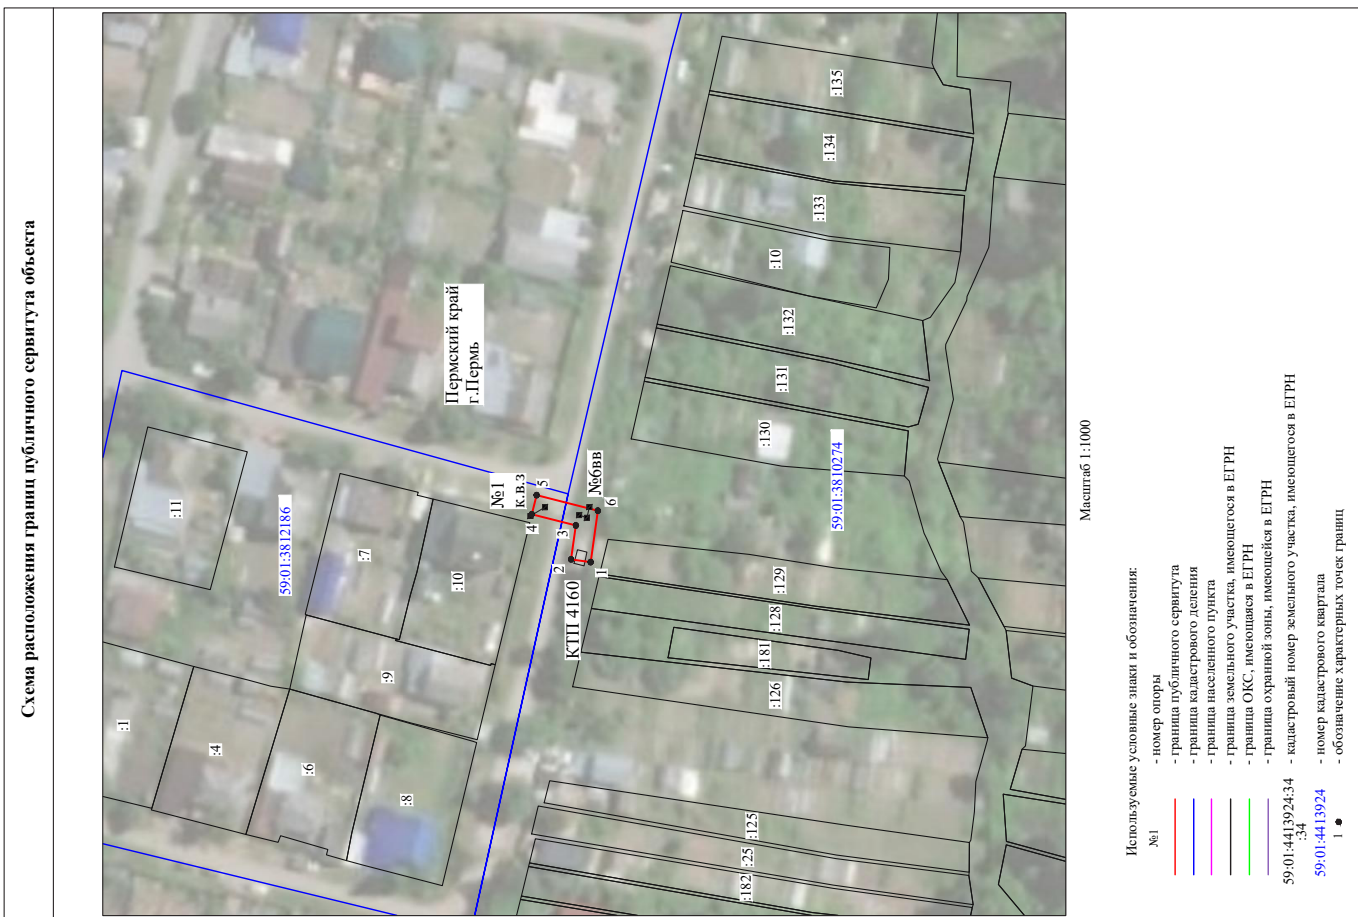 Схема расположения границ публичного сервитута объекта
:1
:4
:6
:8
:9
:7
:10
:11
59:01:3812186
Пермский край
г.Пермь
№1
к.в.з
4
5
3
2
№6вв
6
1
КТП 4160
:135
:134
:133
:10
:132
:131
:130
59:01:3810274
:129
:128
:181
:126
:125
:25
:182
Масштаб 1:1000
Используемые условные знаки и обозначения:
№1 - номер опоры
- граница публичного сервитута
- граница кадастрового деления
- граница населенного пункта
- граница земельного участка, имеющегося в ЕГРН
- граница ОКС, имеющаяся в ЕГРН
- граница охранной зоны, имеющейся в ЕГРН
59:01:4413924:34 - кадастровый номер земельного участка, имеющегося в ЕГРН
:34
59:01:4413924 - номер кадастрового квартала
1 - обозначение характерных точек границ